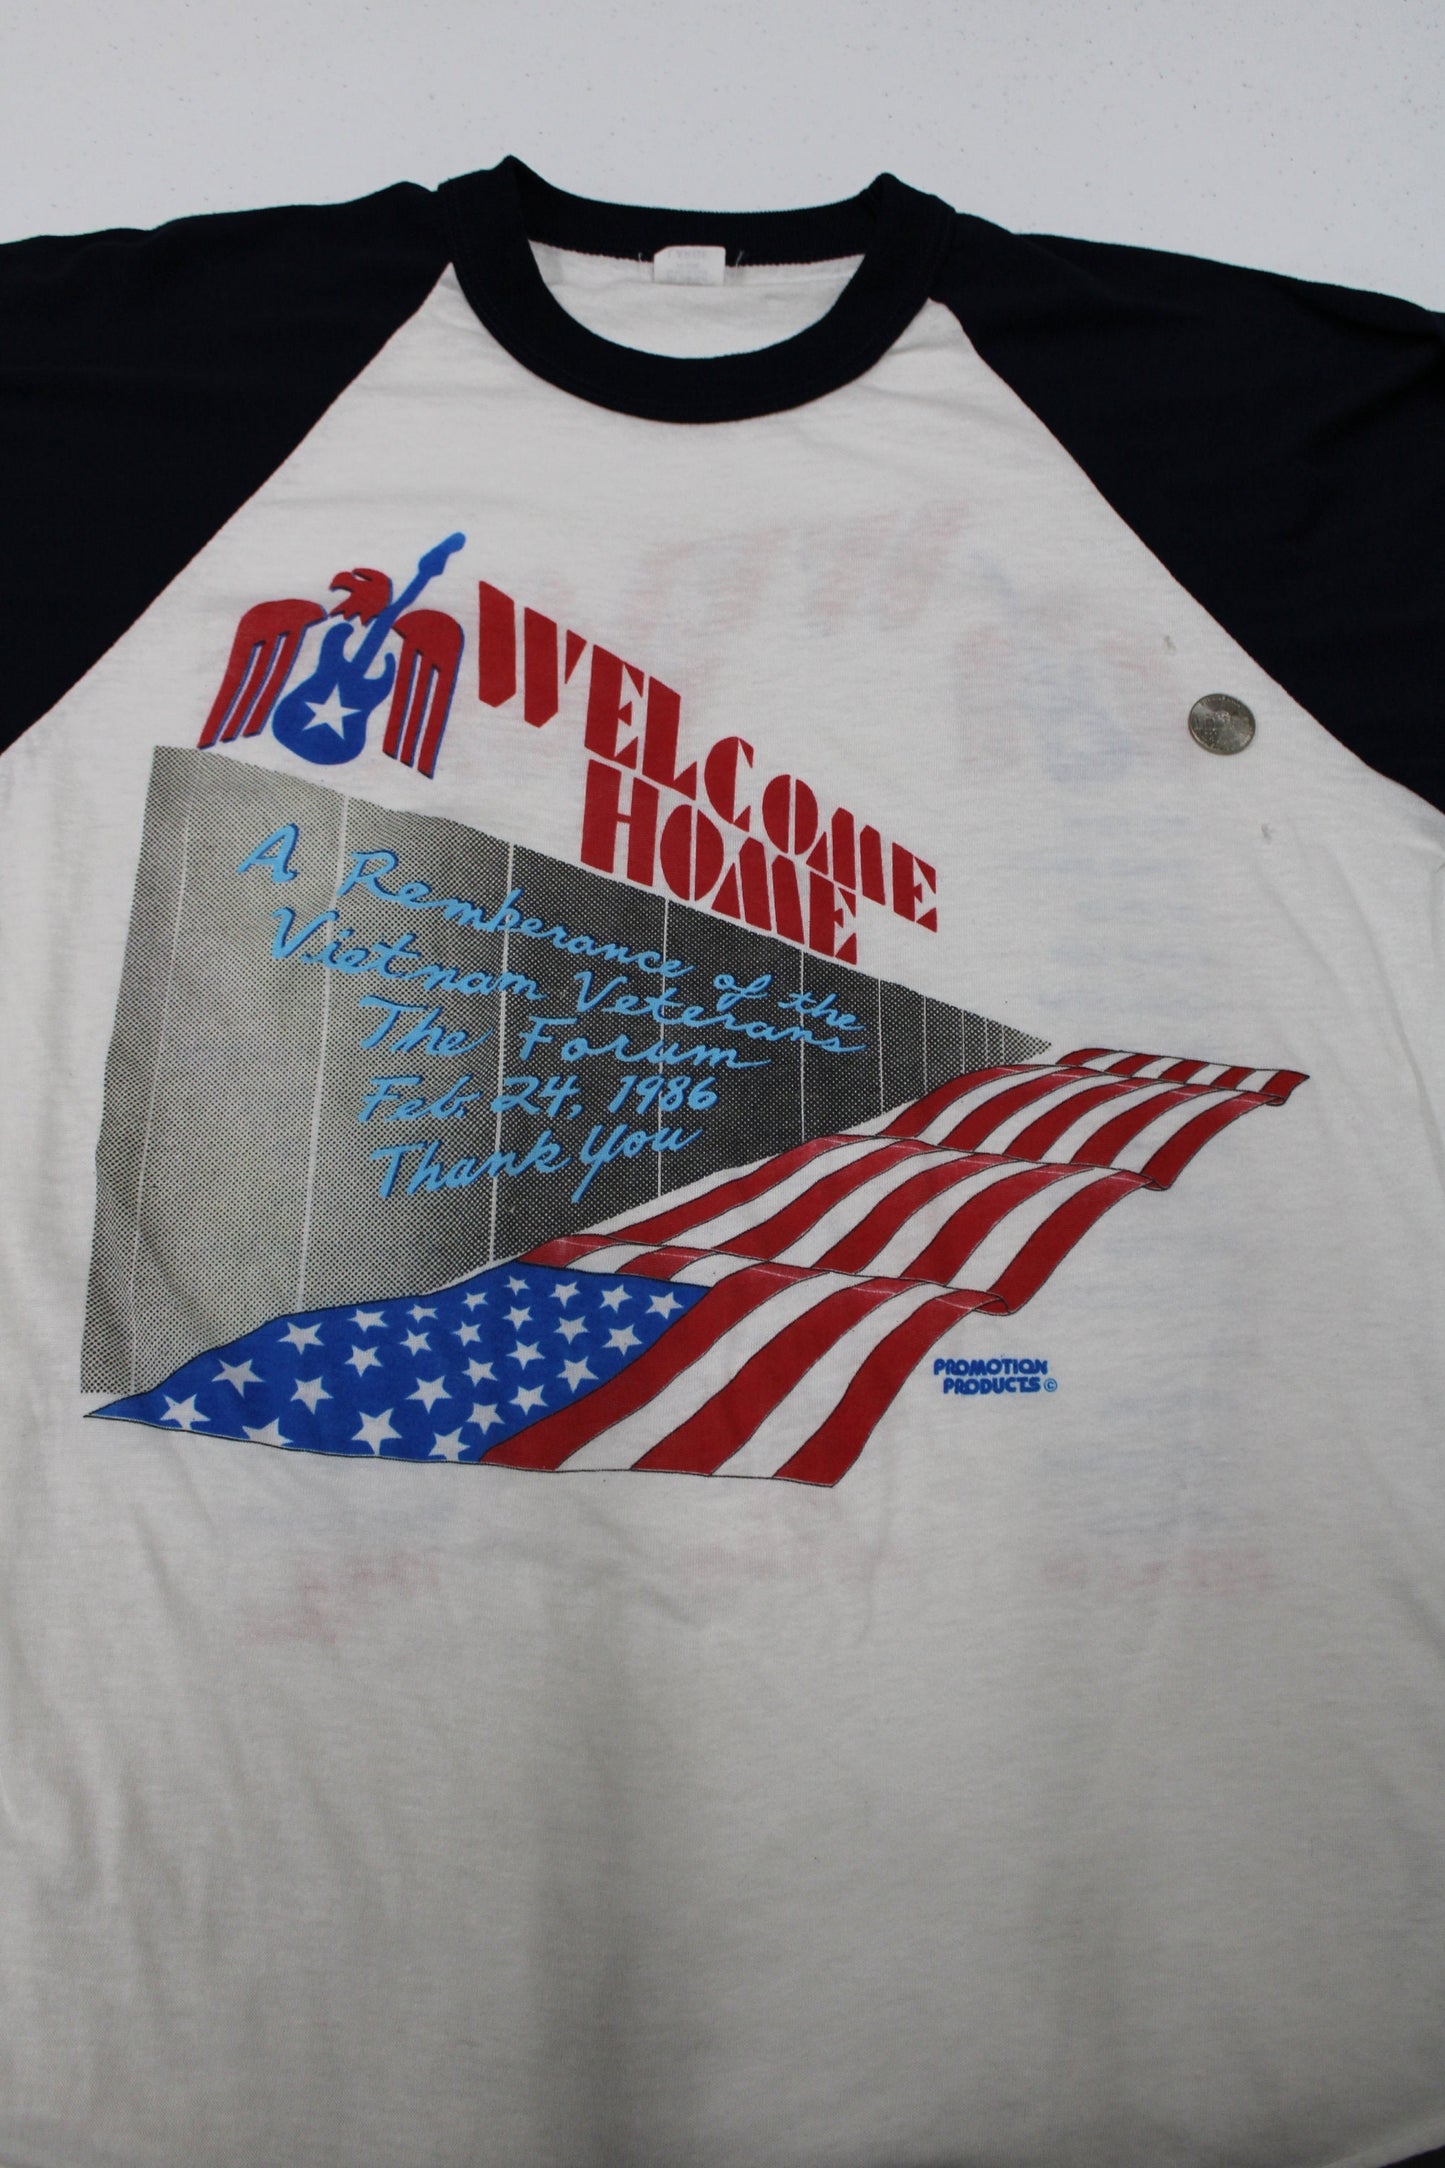 WELCOME
HOME
A Remberance of the
Vietnam Veterans
The Forum
Feb. 24, 1986
Thank You
PROMOTION
PRODUCTS ©